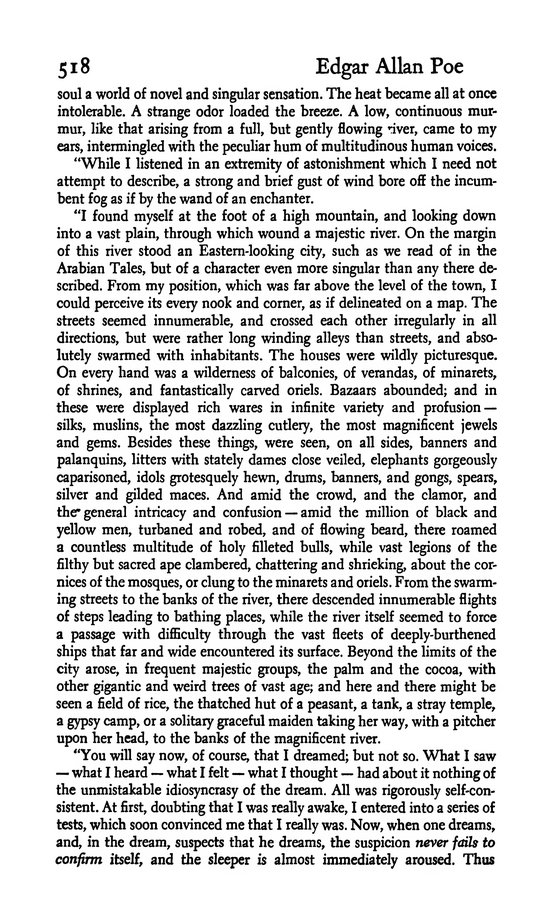 518 Edgar Allan Poe
soul a world of novel and singular sensation. The heat became all at once
intolerable. A strange odor loaded the breeze. A low, continuous mur-
mur, like that arising from a full, but gently flowing river, came to my
ears, intermingled with the peculiar hum of multitudinous human voices.
"While I listened in an extremity of astonishment which I need not
attempt to describe, a strong and brief gust of wind bore off the incum-
bent fog as if by the wand of an enchanter.
"I found myself at the foot of a high mountain, and looking down
into a vast plain, through which wound a majestic river. On the margin
of this river stood an Eastern-looking city, such as we read of in the
Arabian Tales, but of a character even more singular than any there de-
scribed. From my position, which was far above the level of the town, I
could perceive its every nook and corner, as if delineated on a map. The
streets seemed innumerable, and crossed each other irregularly in all
directions, but were rather long winding alleys than streets, and abso-
lutely swarmed with inhabitants. The houses were wildly picturesque.
On every hand was a wilderness of balconies, of verandas, of minarets,
of shrines, and fantastically carved oriels. Bazaars abounded; and in
these were displayed rich wares in infinite variety and profusion —
silks, muslins, the most dazzling cutlery, the most magnificent jewels
and gems. Besides these things, were seen, on all sides, banners and
palanquins, litters with stately dames close veiled, elephants gorgeously
caparisoned, idols grotesquely hewn, drums, banners, and gongs, spears,
silver and gilded maces. And amid the crowd, and the clamor, and
the general intricacy and confusion — amid the million of black and
yellow men, turbaned and robed, and of flowing beard, there roamed
a countless multitude of holy filleted bulls, while vast legions of the
filthy but sacred ape clambered, chattering and shrieking, about the cor-
nices of the mosques, or clung to the minarets and oriels. From the swarm-
ing streets to the banks of the river, there descended innumerable flights
of steps leading to bathing places, while the river itself seemed to force
a passage with difficulty through the vast fleets of deeply-burthened
ships that far and wide encountered its surface. Beyond the limits of the
city arose, in frequent majestic groups, the palm and the cocoa, with
other gigantic and weird trees of vast age; and here and there might be
seen a field of rice, the thatched hut of a peasant, a tank, a stray temple,
a gypsy camp, or a solitary graceful maiden taking her way, with a pitcher
upon her head, to the banks of the magnificent river.
"You will say now, of course, that I dreamed; but not so. What I saw
— what I heard — what I felt — what I thought — had about it nothing of
the unmistakable idiosyncrasy of the dream. All was rigorously self-con-
sistent. At first, doubting that I was really awake, I entered into a series of
tests, which soon convinced me that I really was. Now, when one dreams,
and, in the dream, suspects that he dreams, the suspicion never fails to
confirm itself, and the sleeper is almost immediately aroused. Thus